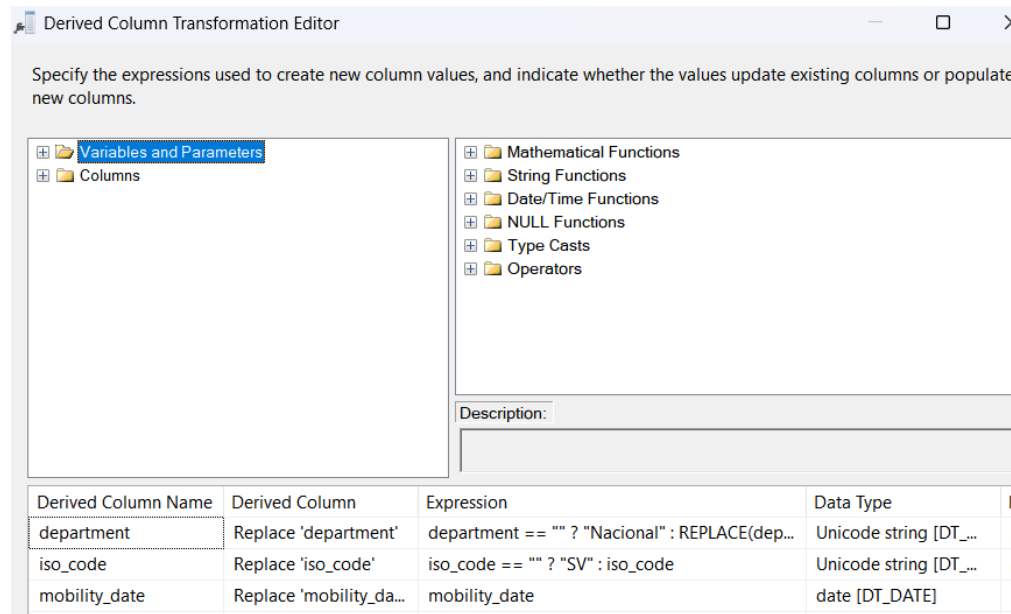 Derived Column Transformation Editor
Specify the expressions used to create new column values, and indicate whether the values update existing columns or populate
new columns.
Variables and Parameters
Columns
Mathematical Functions
String Functions
Date/Time Functions
NULL Functions
Type Casts
Operators
Description:
Derived Column Name Derived Column Expression Data Type
department Replace 'department' department == "" ? "Nacional" : REPLACE(dep... Unicode string [DT_...
iso_code Replace 'iso_code' iso_code == "" ? "SV" : iso_code Unicode string [DT_...
mobility_date Replace 'mobility_da... mobility_date date [DT_DATE]